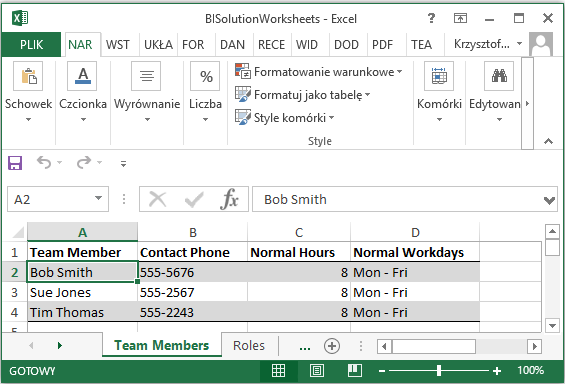 BISolutionWorksheets - Excel
PLIK NAR WST UKŁA FOR DAN RECE WID DOD PDF TEA Krzysztof...
Schowek Czcionka Wyrównanie % Liczba Formatowanie warunkowe Formatuj jako tabelę Style komórki Style Komórki Edytowan
A2 fx Bob Smith
A B C D
1 Team Member Contact Phone Normal Hours Normal Workdays
2 Bob Smith 555-5676 8 Mon - Fri
3 Sue Jones 555-2567 8 Mon - Fri
4 Tim Thomas 555-2243 8 Mon - Fri
Team Members Roles ...
GOTOWY 100%